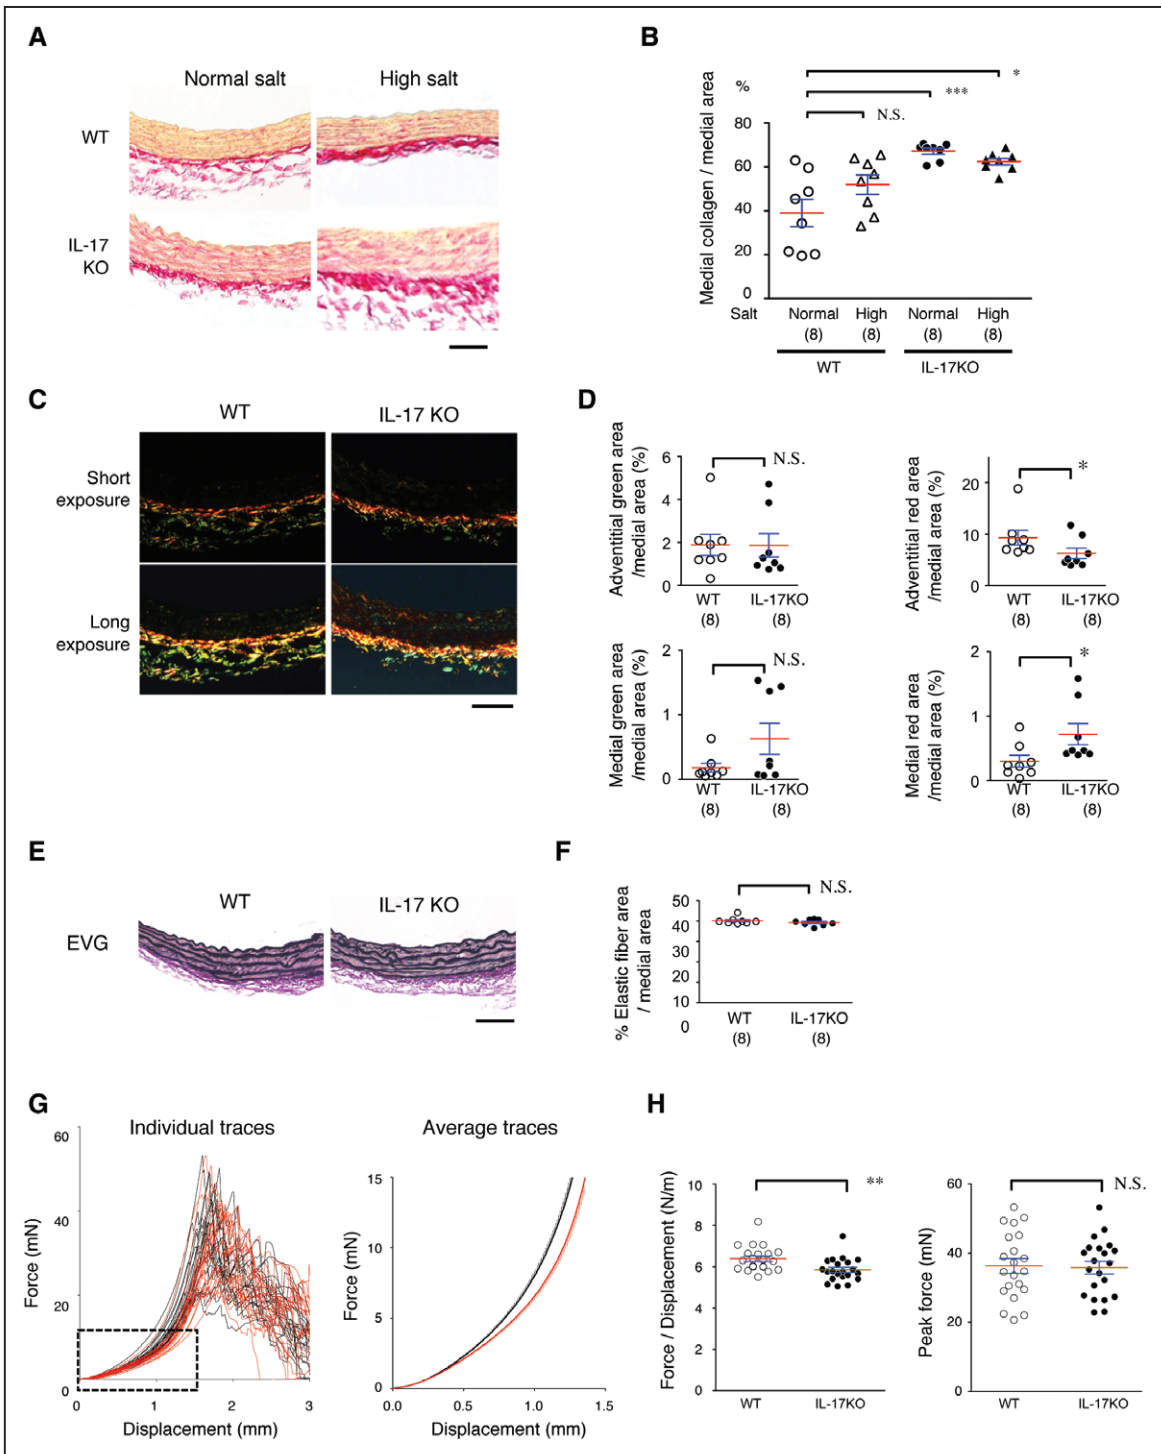 A
Normal salt
High salt
WT
IL-17
KO
B
%
*
***
N.S.
Medial collagen / medial area
80
60
40
20
0
Salt
Normal
High
Normal
High
(8)
(8)
(8)
(8)
WT
IL-17KO
C
WT
IL-17 KO
Short
exposure
Long
exposure
D
Adventitial green area
/medial area (%)
6
4
2
0
N.S.
WT
IL-17KO
(8)
(8)
Adventitial red area
/medial area (%)
20
10
0
*
WT
IL-17KO
(8)
(8)
Medial green area
/medial area (%)
2
1
0
N.S.
WT
IL-17KO
(8)
(8)
Medial red area
/medial area (%)
2
1
0
*
WT
IL-17KO
(8)
(8)
E
WT
IL-17 KO
EVG
F
% Elastic fiber area
/ medial area
50
40
30
20
10
0
N.S.
WT
IL-17KO
(8)
(8)
G
Individual traces
Force (mN)
60
40
20
0
0
1
2
3
Displacement (mm)
Average traces
Force (mN)
15
10
5
0
0.0
0.5
1.0
1.5
Displacement (mm)
H
Force / Displacement (N/m)
10
8
6
4
2
0
**
WT
IL-17KO
Peak force (mN)
60
40
20
0
N.S.
WT
IL-17KO